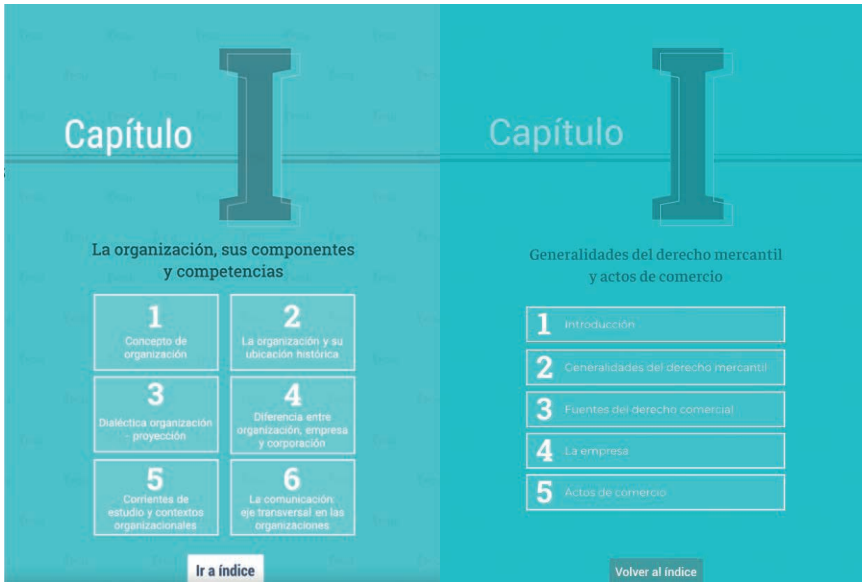 Capítulo
I
La organización, sus componentes
y competencias
1
Concepto de
organización
2
La organización y su
ubicación histórica
3
Dialéctica organización
- proyección
4
Diferencia entre
organización, empresa
y corporación
5
Corrientes de
estudio y contextos
organizacionales
6
La comunicación:
eje transversal en las
organizaciones
Ir a índice
Capítulo
I
Generalidades del derecho mercantil
y actos de comercio
1 Introducción
2 Generalidades del derecho mercantil
3 Fuentes del derecho comercial
4 La empresa
5 Actos de comercio
Volver al índice